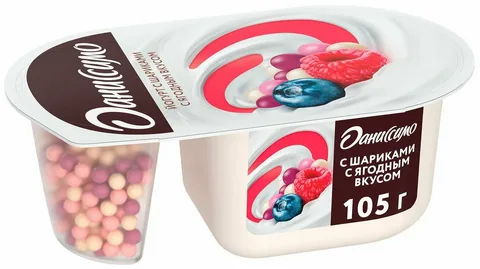 Даниссимо
ЙОГУРТ С ШАРИКАМИ
С ЯГОДНЫМ ВКУСОМ
Даниссимо
С ШАРИКАМИ
С ЯГОДНЫМ
ВКУСОМ
105 г